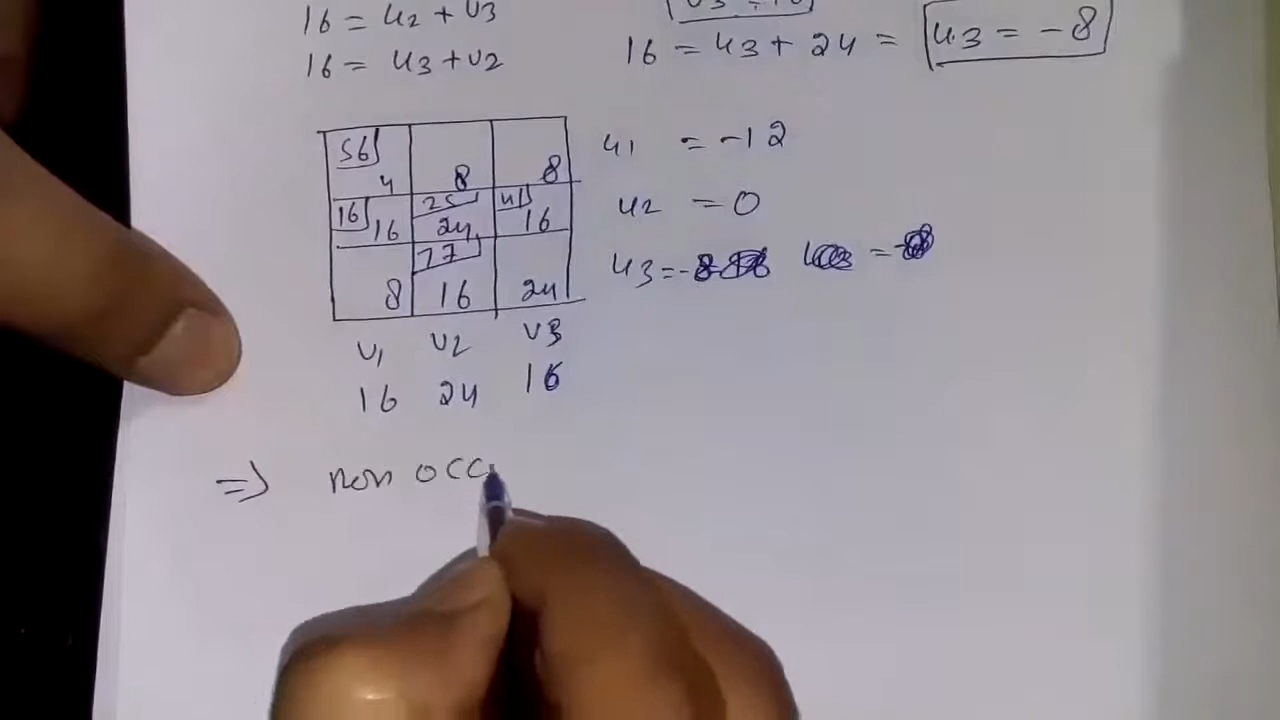 16 = u2 + v3
16 = u3 + v2
16 = u3 + 24 = u3 = -8
56 4 8 8
16 16 25 24 41 16
8 77 16 24
u1 = -12
u2 = 0
u3 = -8
v1 v2 v3
16 24 16
=> non occ